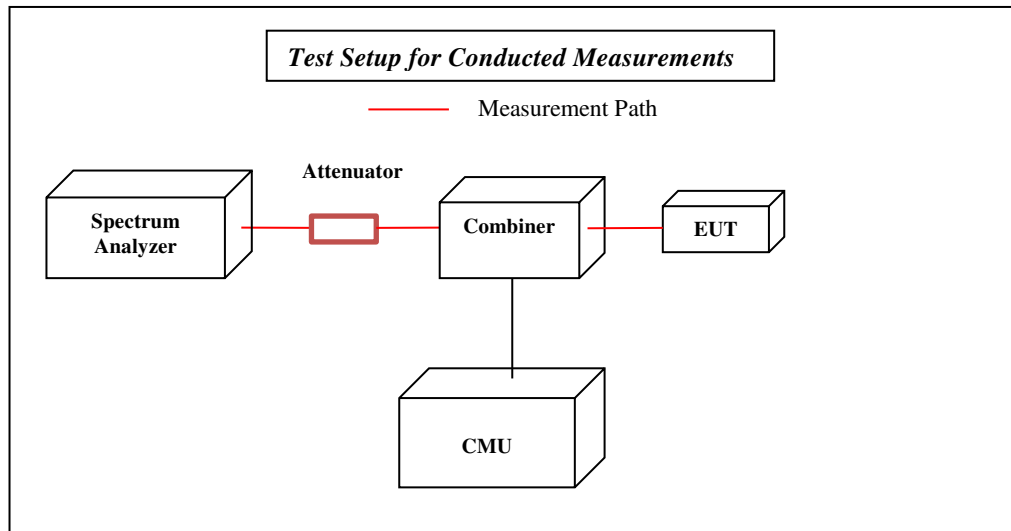 Test Setup for Conducted Measurements
Measurement Path
Attenuator
Spectrum
Analyzer
Combiner
EUT
CMU